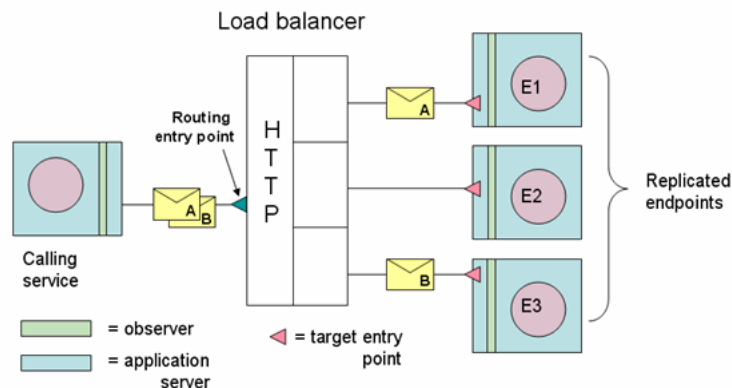 Load balancer
Routing
entry point
H
T
T
P
A
B
A
B
E1
E2
E3
Replicated
endpoints
Calling
service
= observer
= application
server
= target entry
point